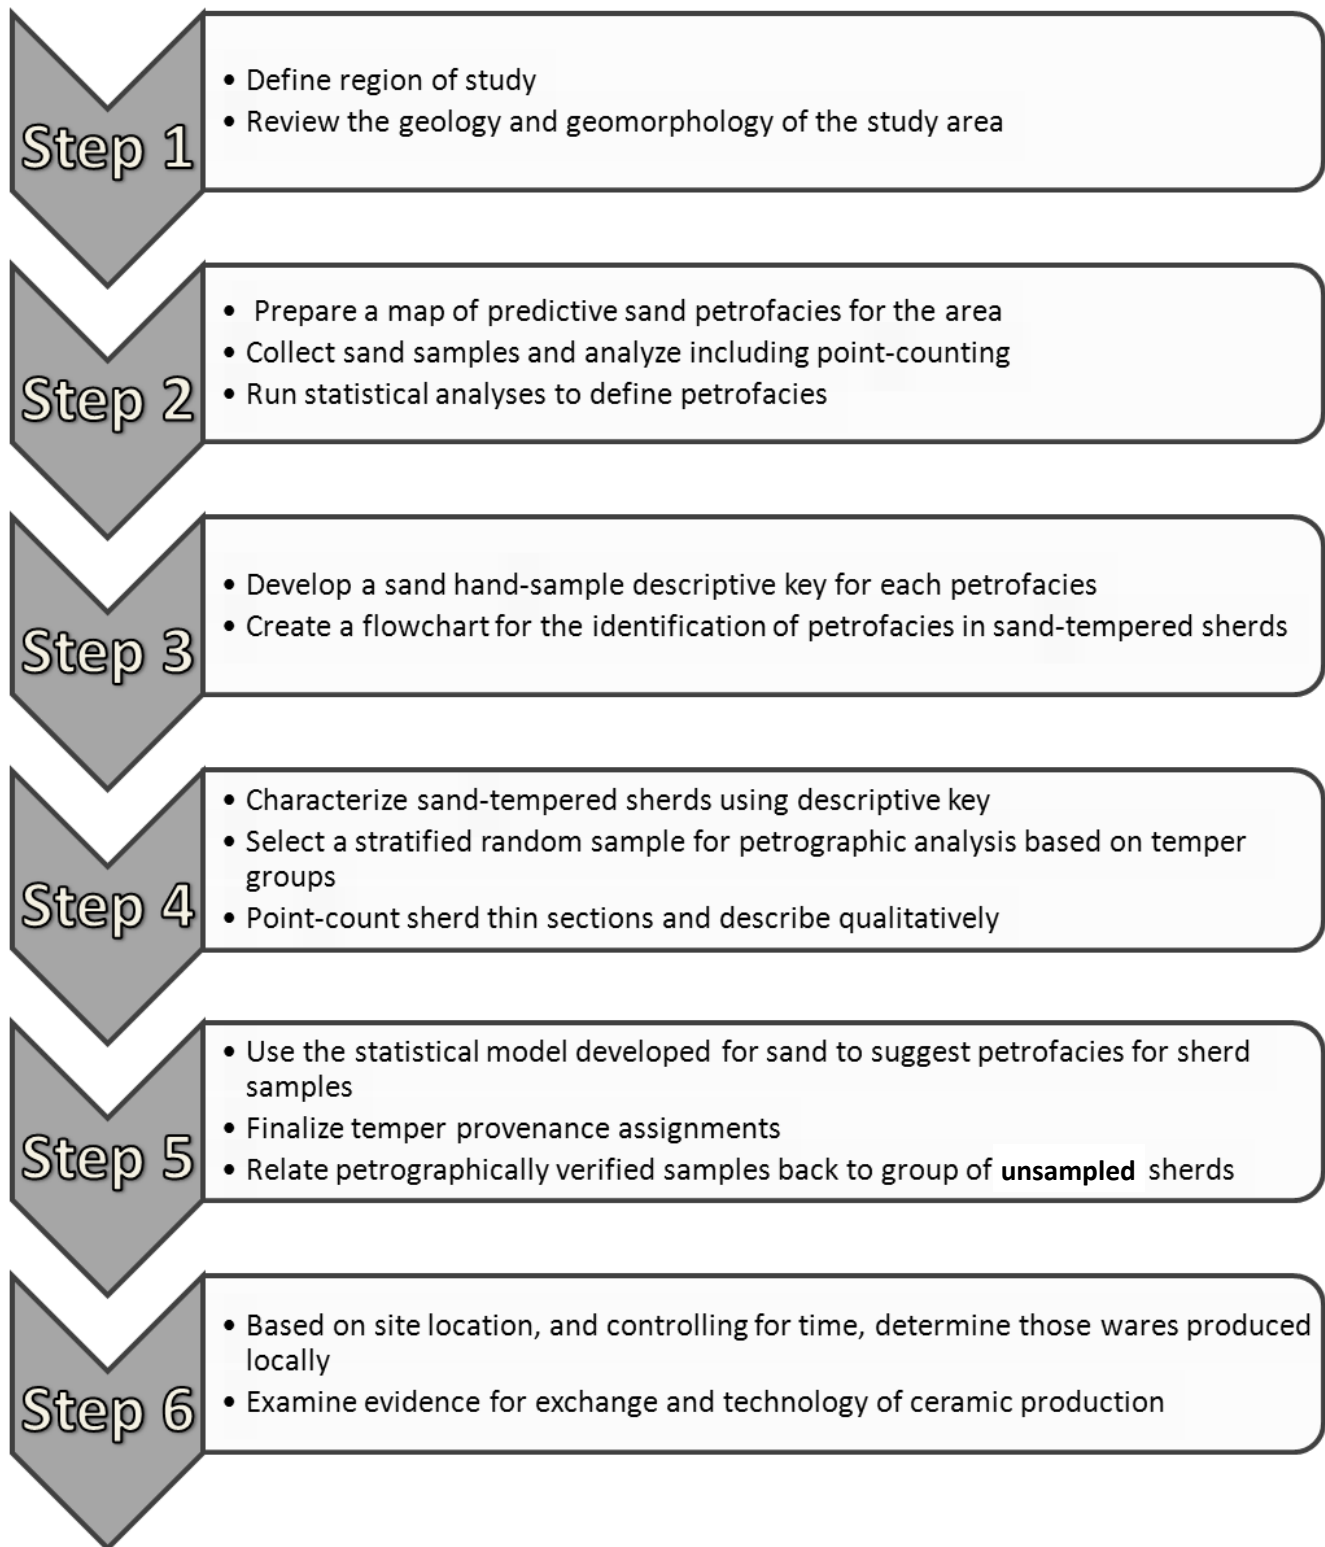 Step 1
• Define region of study
• Review the geology and geomorphology of the study area
Step 2
• Prepare a map of predictive sand petrofacies for the area
• Collect sand samples and analyze including point-counting
• Run statistical analyses to define petrofacies
Step 3
• Develop a sand hand-sample descriptive key for each petrofacies
• Create a flowchart for the identification of petrofacies in sand-tempered sherds
Step 4
• Characterize sand-tempered sherds using descriptive key
• Select a stratified random sample for petrographic analysis based on temper
groups
• Point-count sherd thin sections and describe qualitatively
Step 5
• Use the statistical model developed for sand to suggest petrofacies for sherd
samples
• Finalize temper provenance assignments
• Relate petrographically verified samples back to group of unsampled sherds
Step 6
• Based on site location, and controlling for time, determine those wares produced
locally
• Examine evidence for exchange and technology of ceramic production